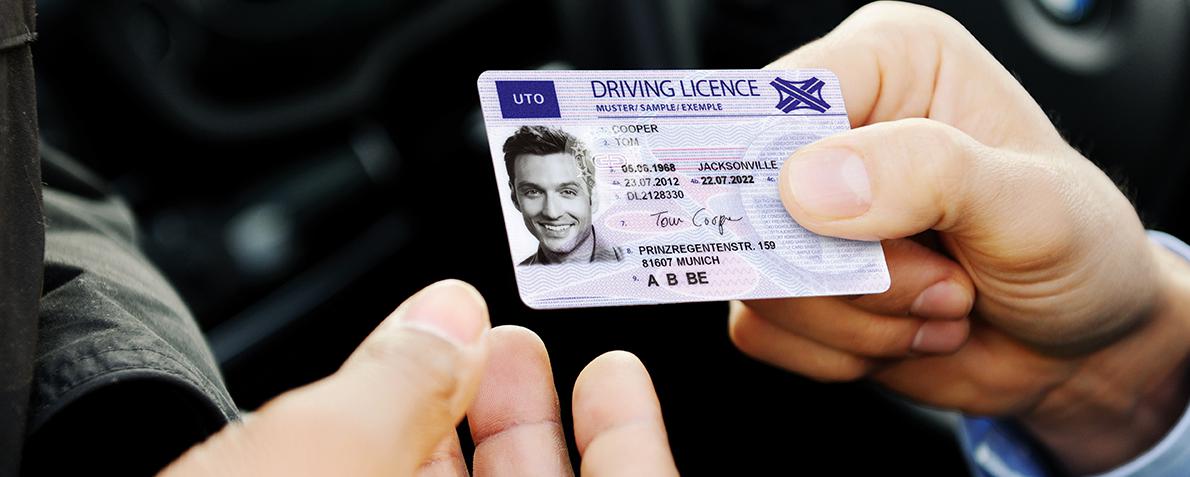 UTO
DRIVING LICENCE
MUSTER/ SAMPLE/ EXEMPLE
1. COOPER
2. TOM
3. 05.06.1968 JACKSONVILLE
4a. 23.07.2012 4b. 22.07.2022 4c.
5. DL2128330
7. Tom Cooper
8. PRINZREGENTENSTR. 159
81607 MUNICH
9. A B BE